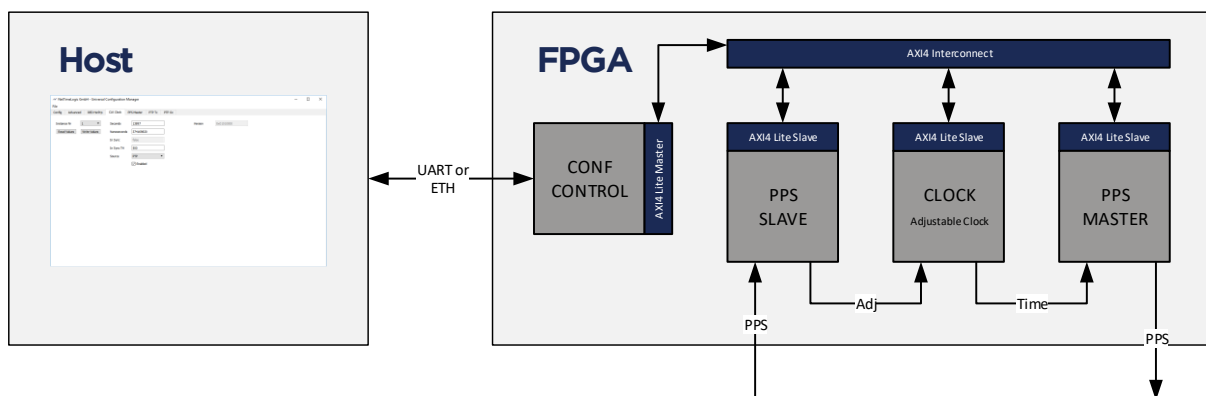 Host
FPGA
AXI4 Interconnect
UART or
ETH
CONF
CONTROL
AXI4 Lite Master
AXI4 Lite Slave
PPS
SLAVE
AXI4 Lite Slave
CLOCK
Adjustable Clock
AXI4 Lite Slave
PPS
MASTER
Adj
Time
PPS
PPS